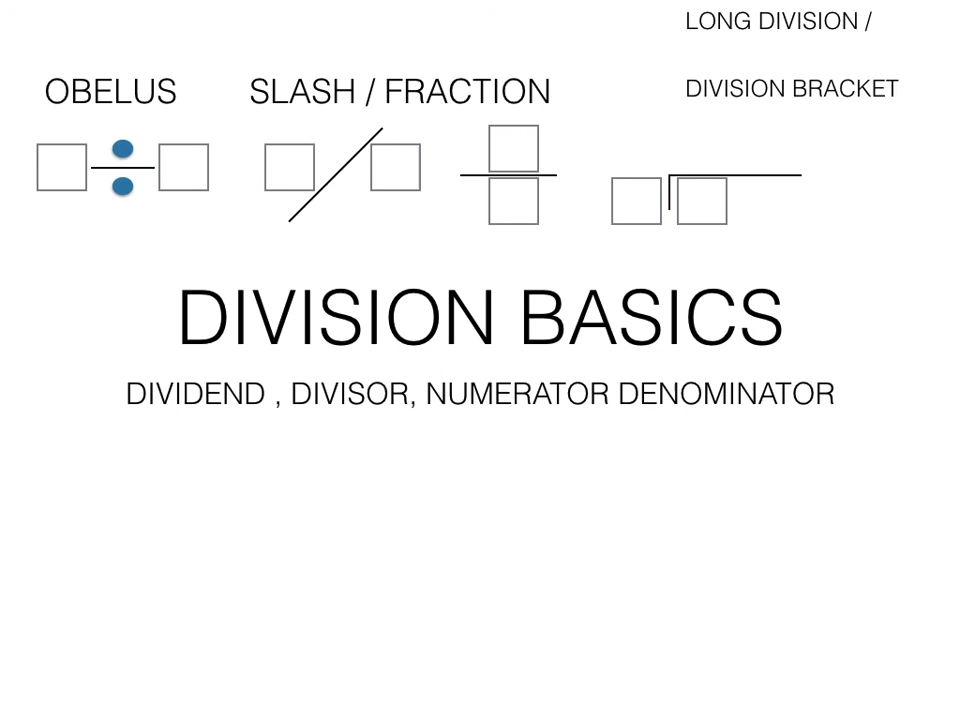 LONG DIVISION /
OBELUS
SLASH / FRACTION
DIVISION BRACKET
DIVISION BASICS
DIVIDEND , DIVISOR, NUMERATOR DENOMINATOR